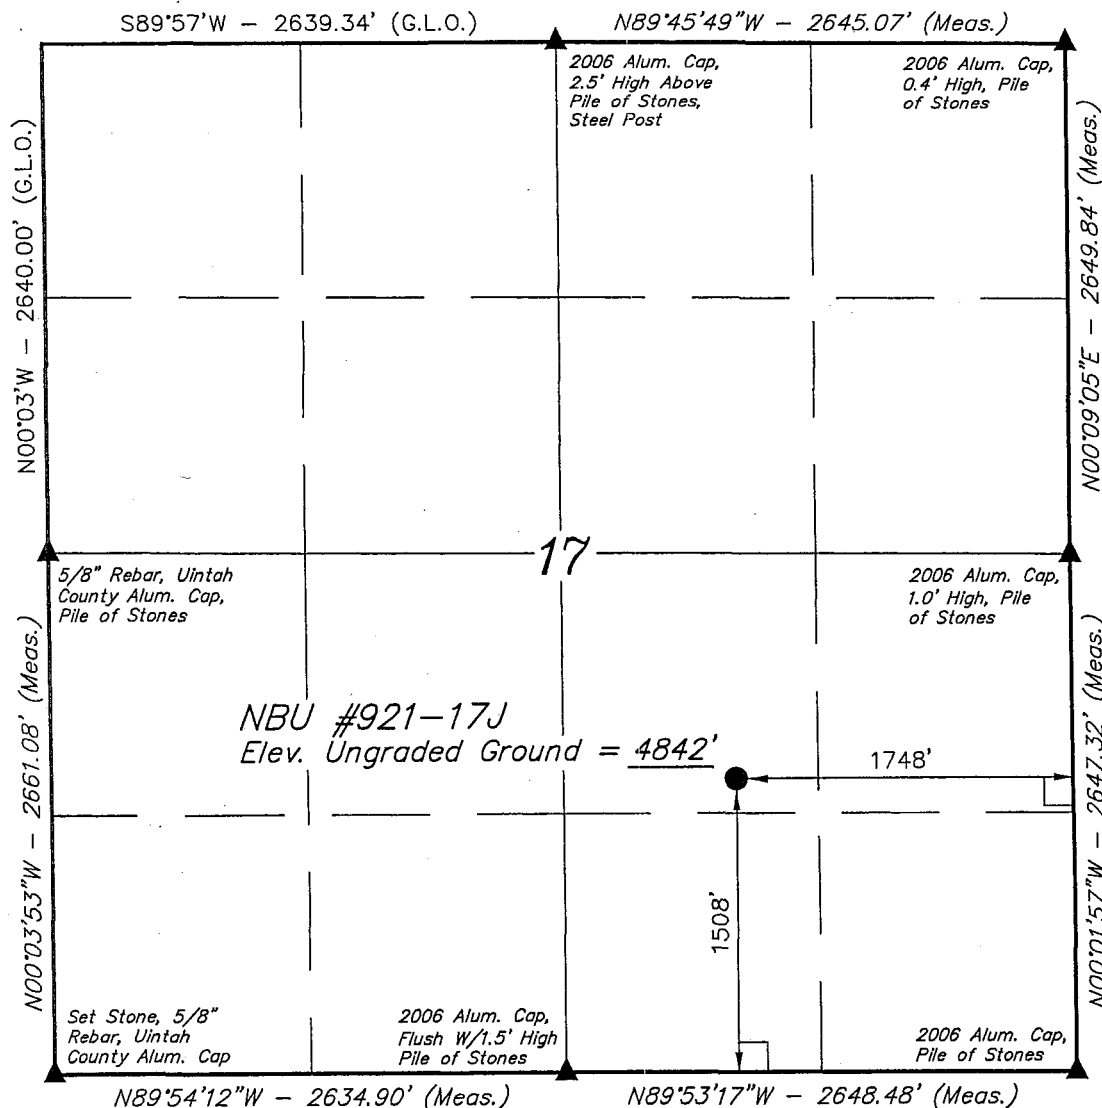 S89°57'W – 2639.34' (G.L.O.)
N89°45'49"W – 2645.07' (Meas.)
2006 Alum. Cap,
2.5' High Above
Pile of Stones,
Steel Post
2006 Alum. Cap,
0.4' High, Pile
of Stones
N00°03'W – 2640.00' (G.L.O.)
N00°09'05"E – 2649.84' (Meas.)
17
5/8" Rebar, Uintah
County Alum. Cap,
Pile of Stones
2006 Alum. Cap,
1.0' High, Pile
of Stones
N00°03'53"W – 2661.08' (Meas.)
N00°01'57"W – 2647.32' (Meas.)
NBU #921–17J
Elev. Ungraded Ground = 4842'
1748'
1508'
Set Stone, 5/8"
Rebar, Uintah
County Alum. Cap
2006 Alum. Cap,
Flush W/1.5' High
Pile of Stones
2006 Alum. Cap,
Pile of Stones
N89°54'12"W – 2634.90' (Meas.)
N89°53'17"W – 2648.48' (Meas.)